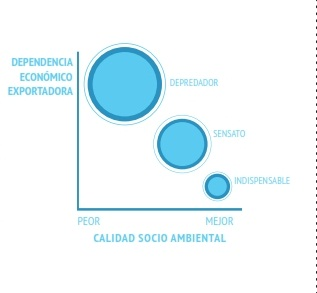 DEPENDENCIA
ECONÓMICO
EXPORTADORA
DEPREDADOR
SENSATO
INDISPENSABLE
PEOR
MEJOR
CALIDAD SOCIO AMBIENTAL